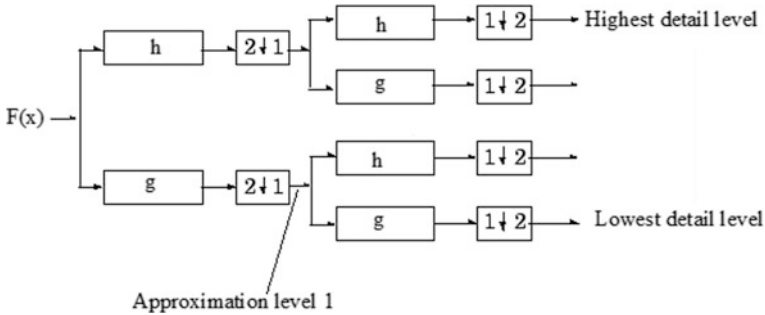 h 1↓2 Highest detail level
h 2↓1
g 1↓2
F(x)
h 1↓2
g 2↓1
g 1↓2 Lowest detail level
Approximation level 1